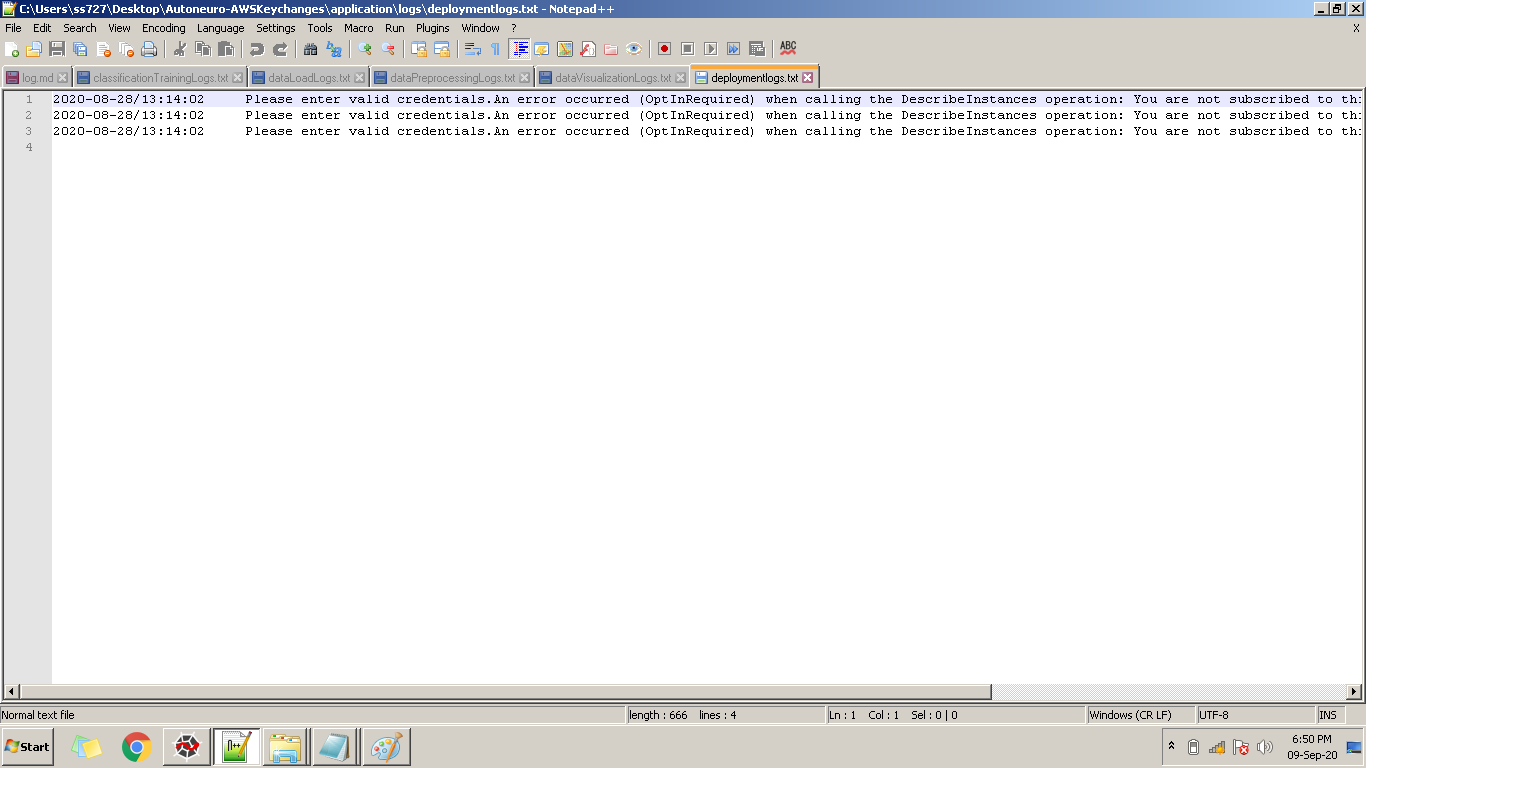 C:\Users\ss727\Desktop\Autoneuro-AWSKeychanges\application\logs\deploymentlogs.txt - Notepad++
File Edit Search View Encoding Language Settings Tools Macro Run Plugins Window ? X
ABC
log.md classificationTrainingLogs.txt dataLoadLogs.txt dataPreprocessingLogs.txt dataVisualizationLogs.txt deploymentlogs.txt
1 2020-08-28/13:14:02 Please enter valid credentials.An error occurred (OptInRequired) when calling the DescribeInstances operation: You are not subscribed to thi
2 2020-08-28/13:14:02 Please enter valid credentials.An error occurred (OptInRequired) when calling the DescribeInstances operation: You are not subscribed to thi
3 2020-08-28/13:14:02 Please enter valid credentials.An error occurred (OptInRequired) when calling the DescribeInstances operation: You are not subscribed to thi
4
Normal text file length : 666 lines : 4 Ln : 1 Col : 1 Sel : 0 | 0 Windows (CR LF) UTF-8 INS
Start 6:50 PM
09-Sep-20